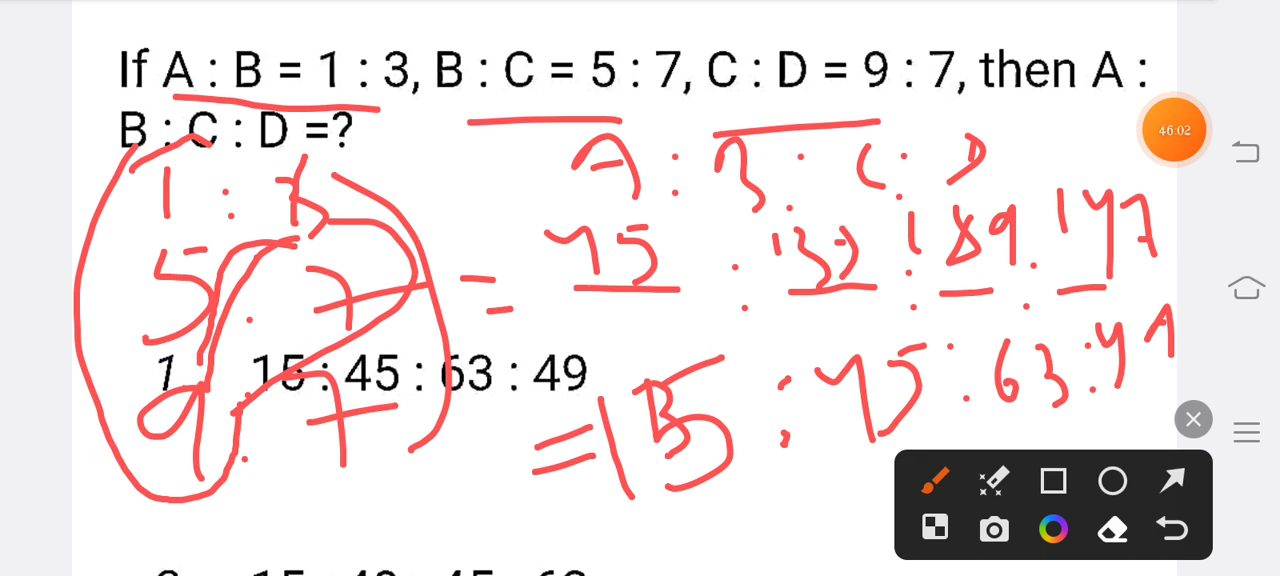 If A : B = 1 : 3, B : C = 5 : 7, C : D = 9 : 7, then A :
B : C : D =?
46:02
A : B : C : D
1 : 3
= 45 : 135 : 189 : 147
5 : 7
1. 15 : 45 : 63 : 49
9 : 7
= 15 : 45 : 63 : 49